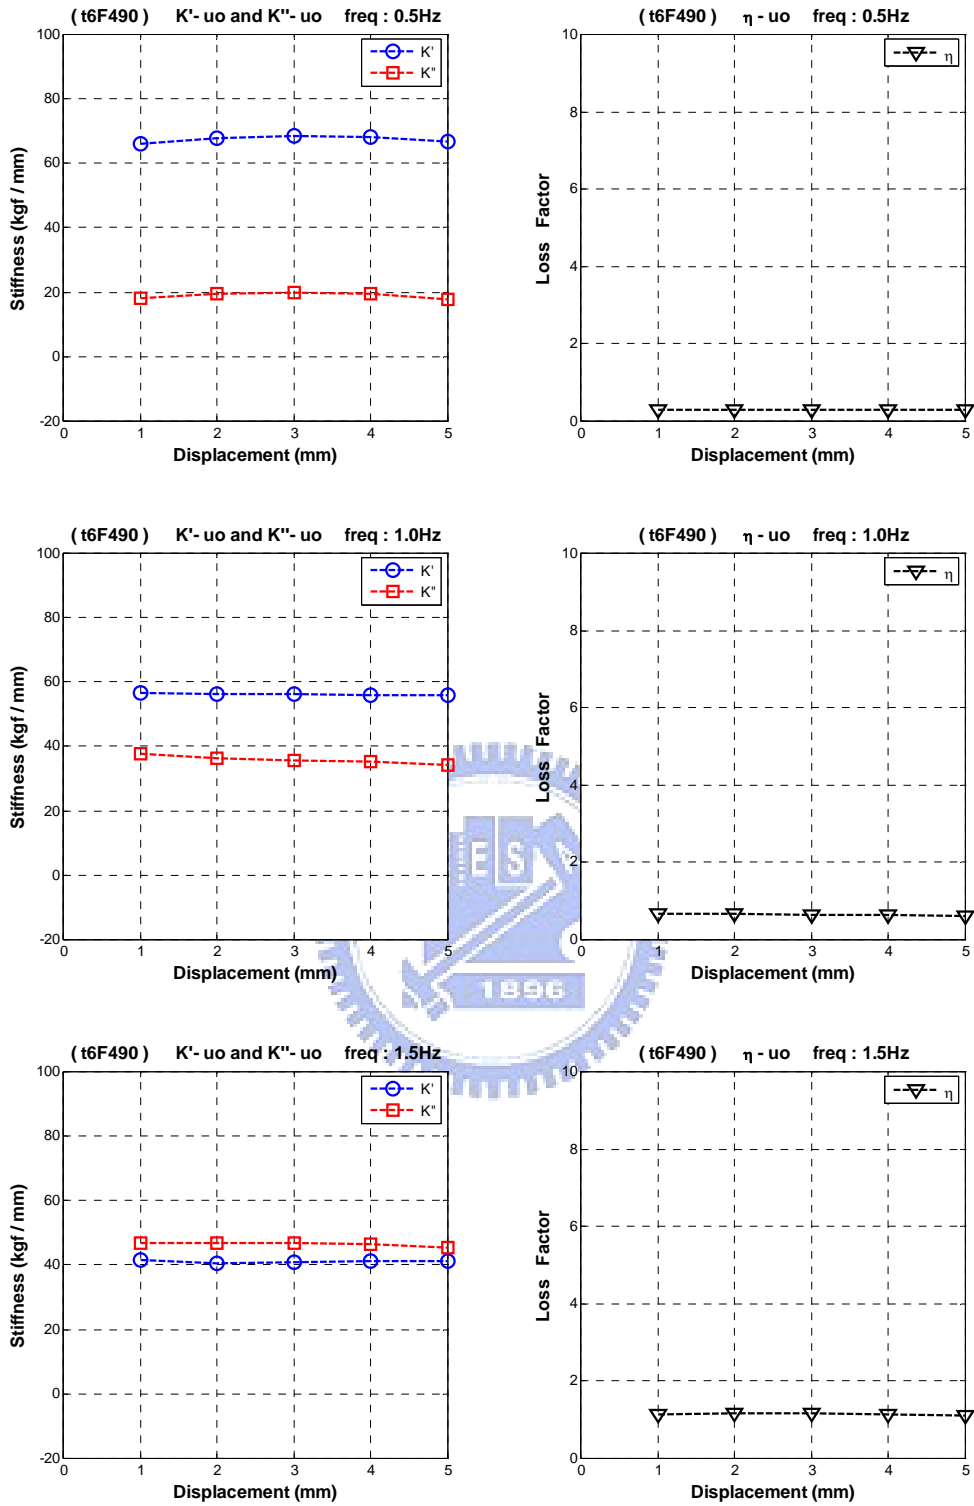 ( t6F490 ) K'- uo and K''- uo freq : 0.5Hz
100
80
60
40
20
0
-20
Stiffness (kgf / mm)
K'
K''
0 1 2 3 4 5
Displacement (mm)
( t6F490 ) η - uo freq : 0.5Hz
10
8
6
4
2
0
Loss Factor
η
0 1 2 3 4 5
Displacement (mm)
( t6F490 ) K'- uo and K''- uo freq : 1.0Hz
100
80
60
40
20
0
-20
Stiffness (kgf / mm)
K'
K''
0 1 2 3 4 5
Displacement (mm)
( t6F490 ) η - uo freq : 1.0Hz
10
8
6
4
2
0
Loss Factor
η
0 1 2 3 4 5
Displacement (mm)
E S
1896
( t6F490 ) K'- uo and K''- uo freq : 1.5Hz
100
80
60
40
20
0
-20
Stiffness (kgf / mm)
K'
K''
0 1 2 3 4 5
Displacement (mm)
( t6F490 ) η - uo freq : 1.5Hz
10
8
6
4
2
0
Loss Factor
η
0 1 2 3 4 5
Displacement (mm)